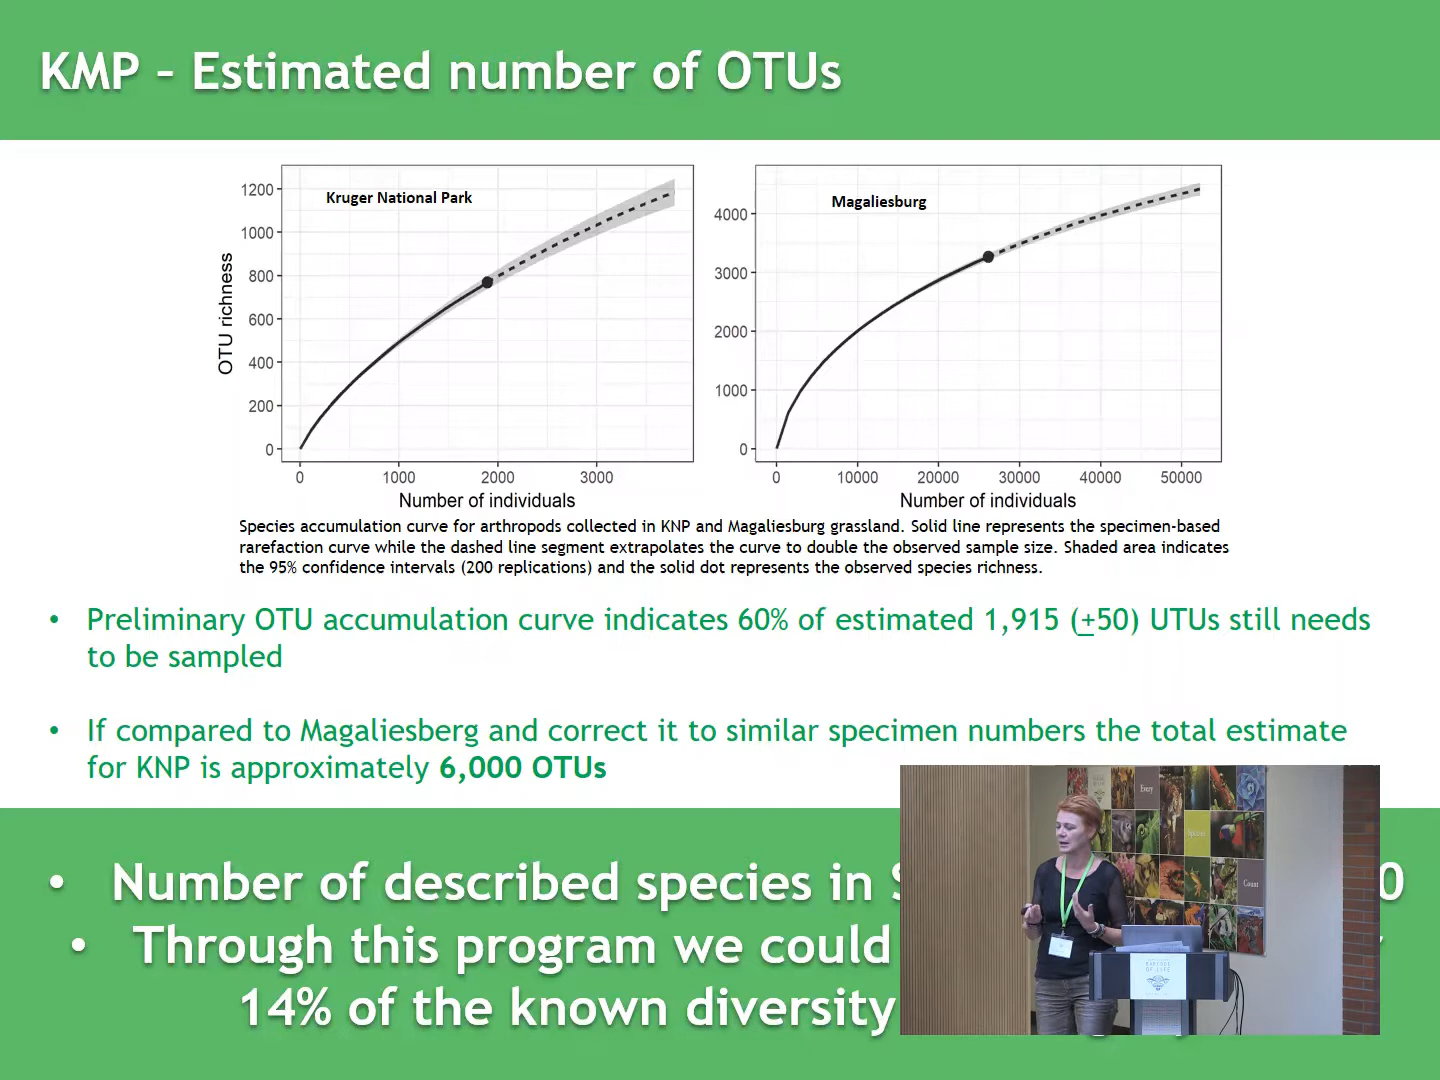 KMP – Estimated number of OTUs
Kruger National Park
1200
1000
800
600
400
200
0
OTU richness
0 1000 2000 3000
Number of individuals
Magaliesburg
4000
3000
2000
1000
0
0 10000 20000 30000 40000 50000
Number of individuals
Species accumulation curve for arthropods collected in KNP and Magaliesburg grassland. Solid line represents the specimen-based
rarefaction curve while the dashed line segment extrapolates the curve to double the observed sample size. Shaded area indicates
the 95% confidence intervals (200 replications) and the solid dot represents the observed species richness.
• Preliminary OTU accumulation curve indicates 60% of estimated 1,915 (±50) UTUs still needs
to be sampled
• If compared to Magaliesberg and correct it to similar specimen numbers the total estimate
for KNP is approximately 6,000 OTUs
• Number of described species in
• Through this program we could
14% of the known diversity
Every
Species
Count